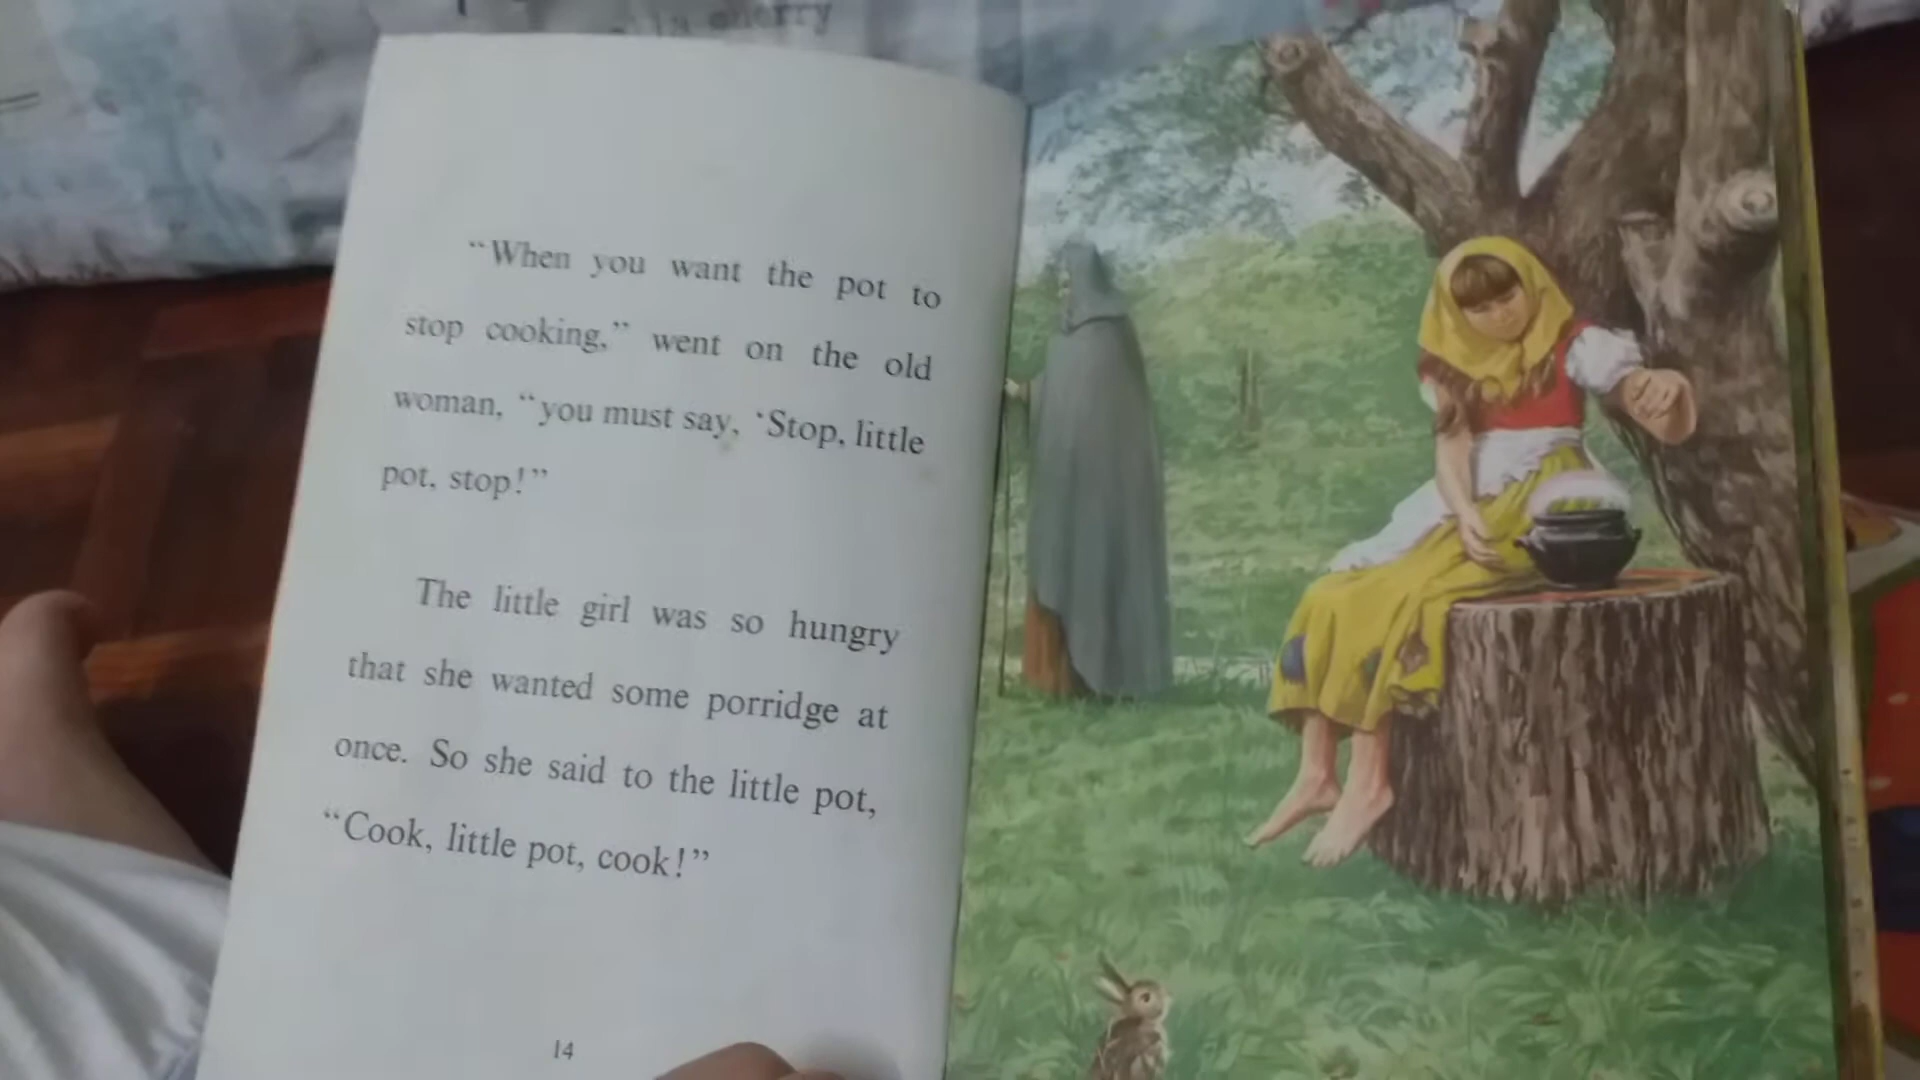 cherry
“When you want the pot to
stop cooking,” went on the old
woman, “you must say, ‘Stop, little
pot, stop!”
The little girl was so hungry
that she wanted some porridge at
once. So she said to the little pot,
“Cook, little pot, cook!”
14